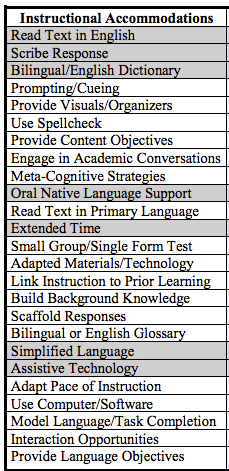 Instructional Accommodations
Read Text in English
Scribe Response
Bilingual/English Dictionary
Prompting/Cueing
Provide Visuals/Organizers
Use Spellcheck
Provide Content Objectives
Engage in Academic Conversations
Meta-Cognitive Strategies
Oral Native Language Support
Read Text in Primary Language
Extended Time
Small Group/Single Form Test
Adapted Materials/Technology
Link Instruction to Prior Learning
Build Background Knowledge
Scaffold Responses
Bilingual or English Glossary
Simplified Language
Assistive Technology
Adapt Pace of Instruction
Use Computer/Software
Model Language/Task Completion
Interaction Opportunities
Provide Language Objectives